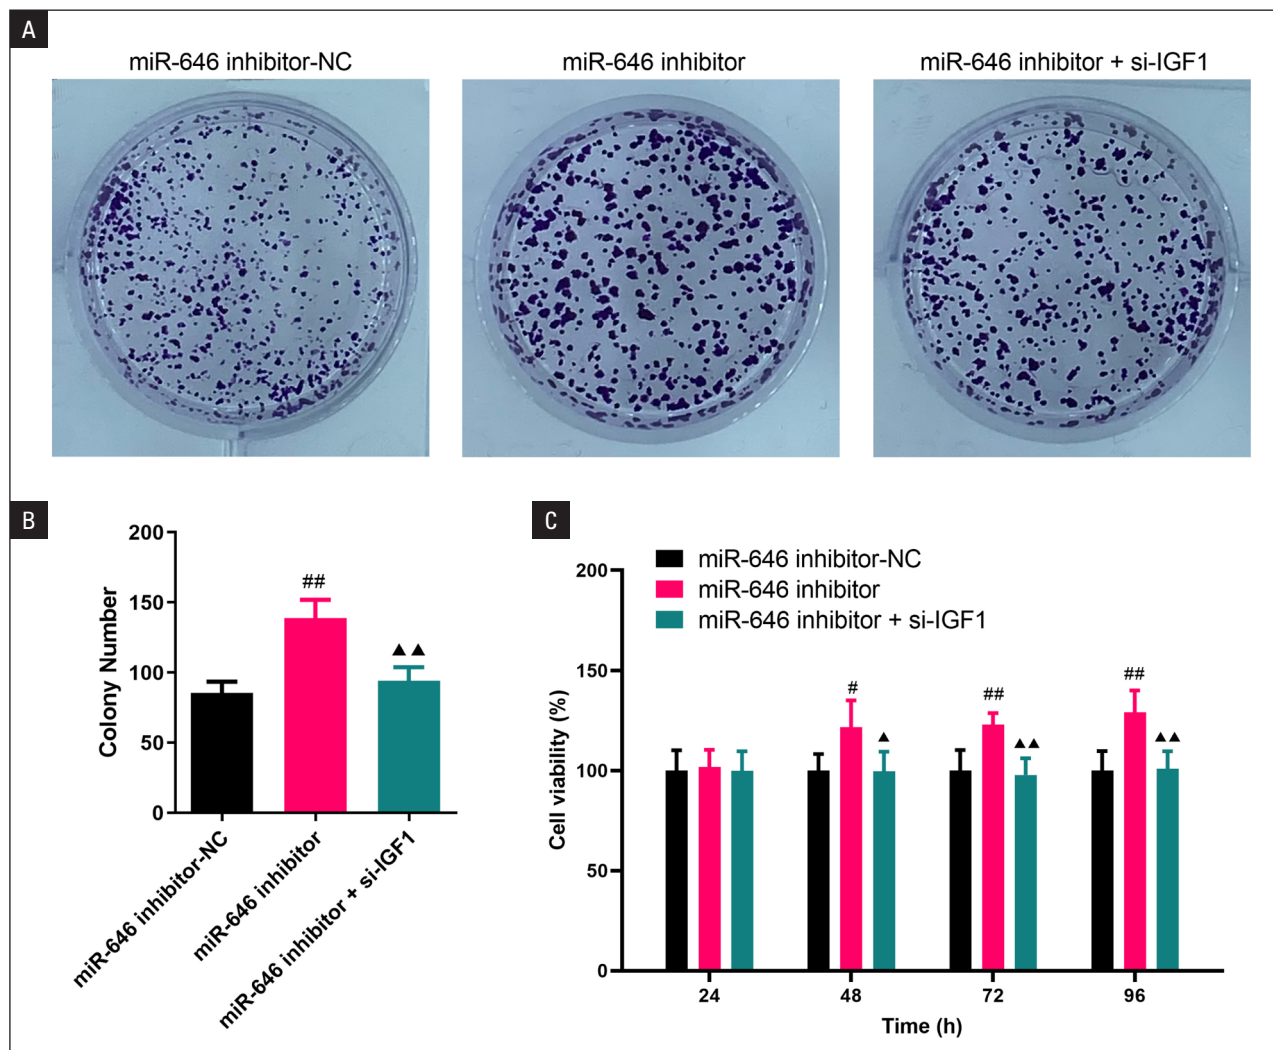 A
miR-646 inhibitor-NC
miR-646 inhibitor
miR-646 inhibitor + si-IGF1
B
200
150
100
50
0
Colony Number
##
▲▲
miR-646 inhibitor-NC
miR-646 inhibitor
miR-646 inhibitor + si-IGF1
C
miR-646 inhibitor-NC
miR-646 inhibitor
miR-646 inhibitor + si-IGF1
200
150
100
50
0
Cell viability (%)
#
▲
##
▲▲
##
▲▲
24
48
72
96
Time (h)